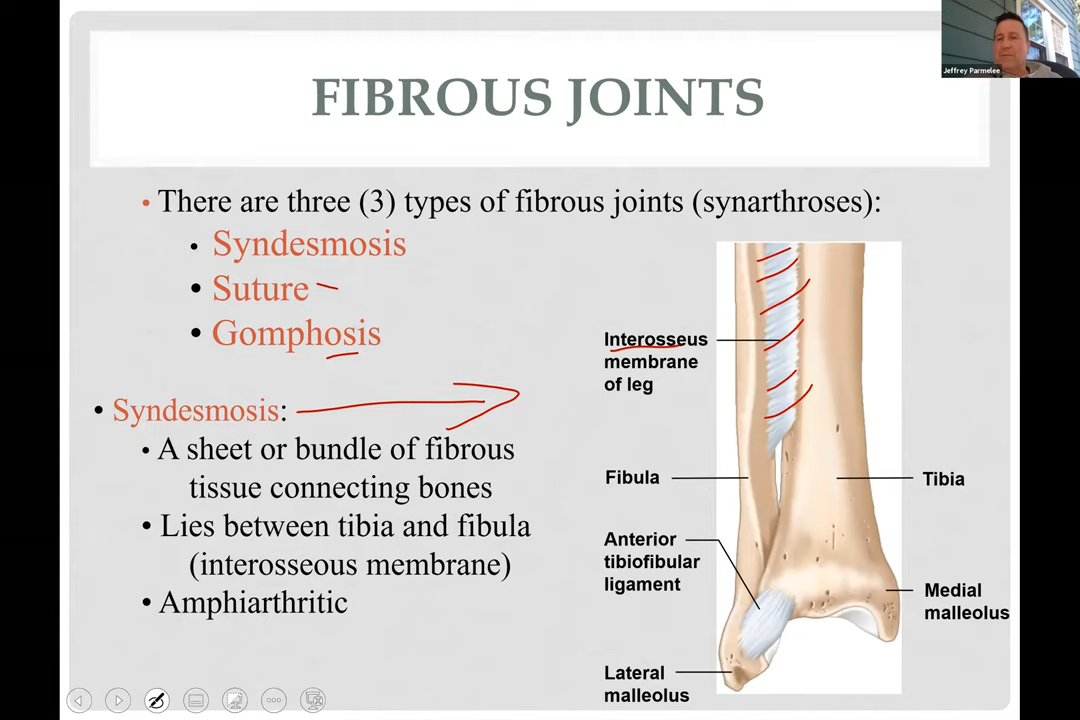 FIBROUS JOINTS
Jeffrey Parmelee
• There are three (3) types of fibrous joints (synarthroses):
• Syndesmosis
• Suture
• Gomphosis
• Syndesmosis:
• A sheet or bundle of fibrous
tissue connecting bones
• Lies between tibia and fibula
(interosseous membrane)
• Amphiarthritic
Interosseus
membrane
of leg
Fibula
Tibia
Anterior
tibiofibular
ligament
Medial
malleolus
Lateral
malleolus